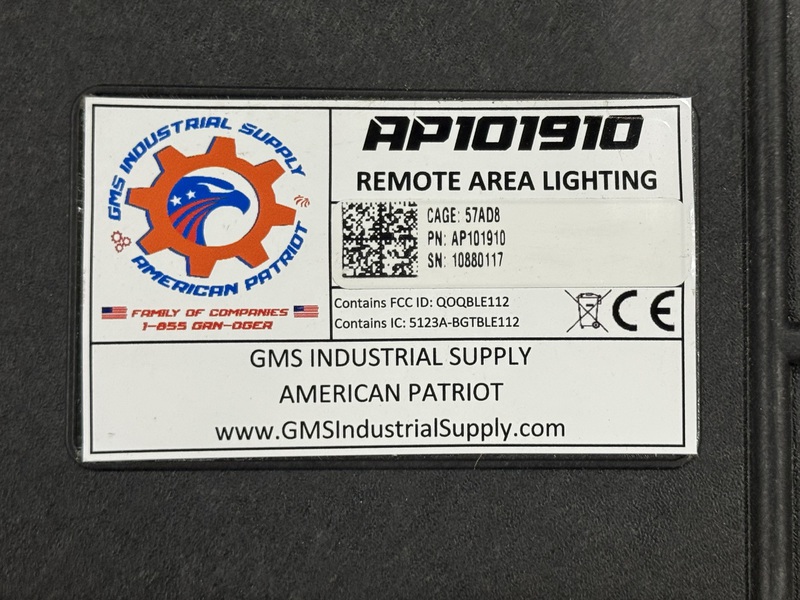 GMS INDUSTRIAL SUPPLY
AMERICAN PATRIOT
FAMILY OF COMPANIES
1-855 GRN-OGER
AP101910
REMOTE AREA LIGHTING
CAGE: 57AD8
PN: AP101910
SN: 10880117
Contains FCC ID: QOQBLE112
Contains IC: 5123A-BGTBLE112
CE
GMS INDUSTRIAL SUPPLY
AMERICAN PATRIOT
www.GMSIndustrialSupply.com